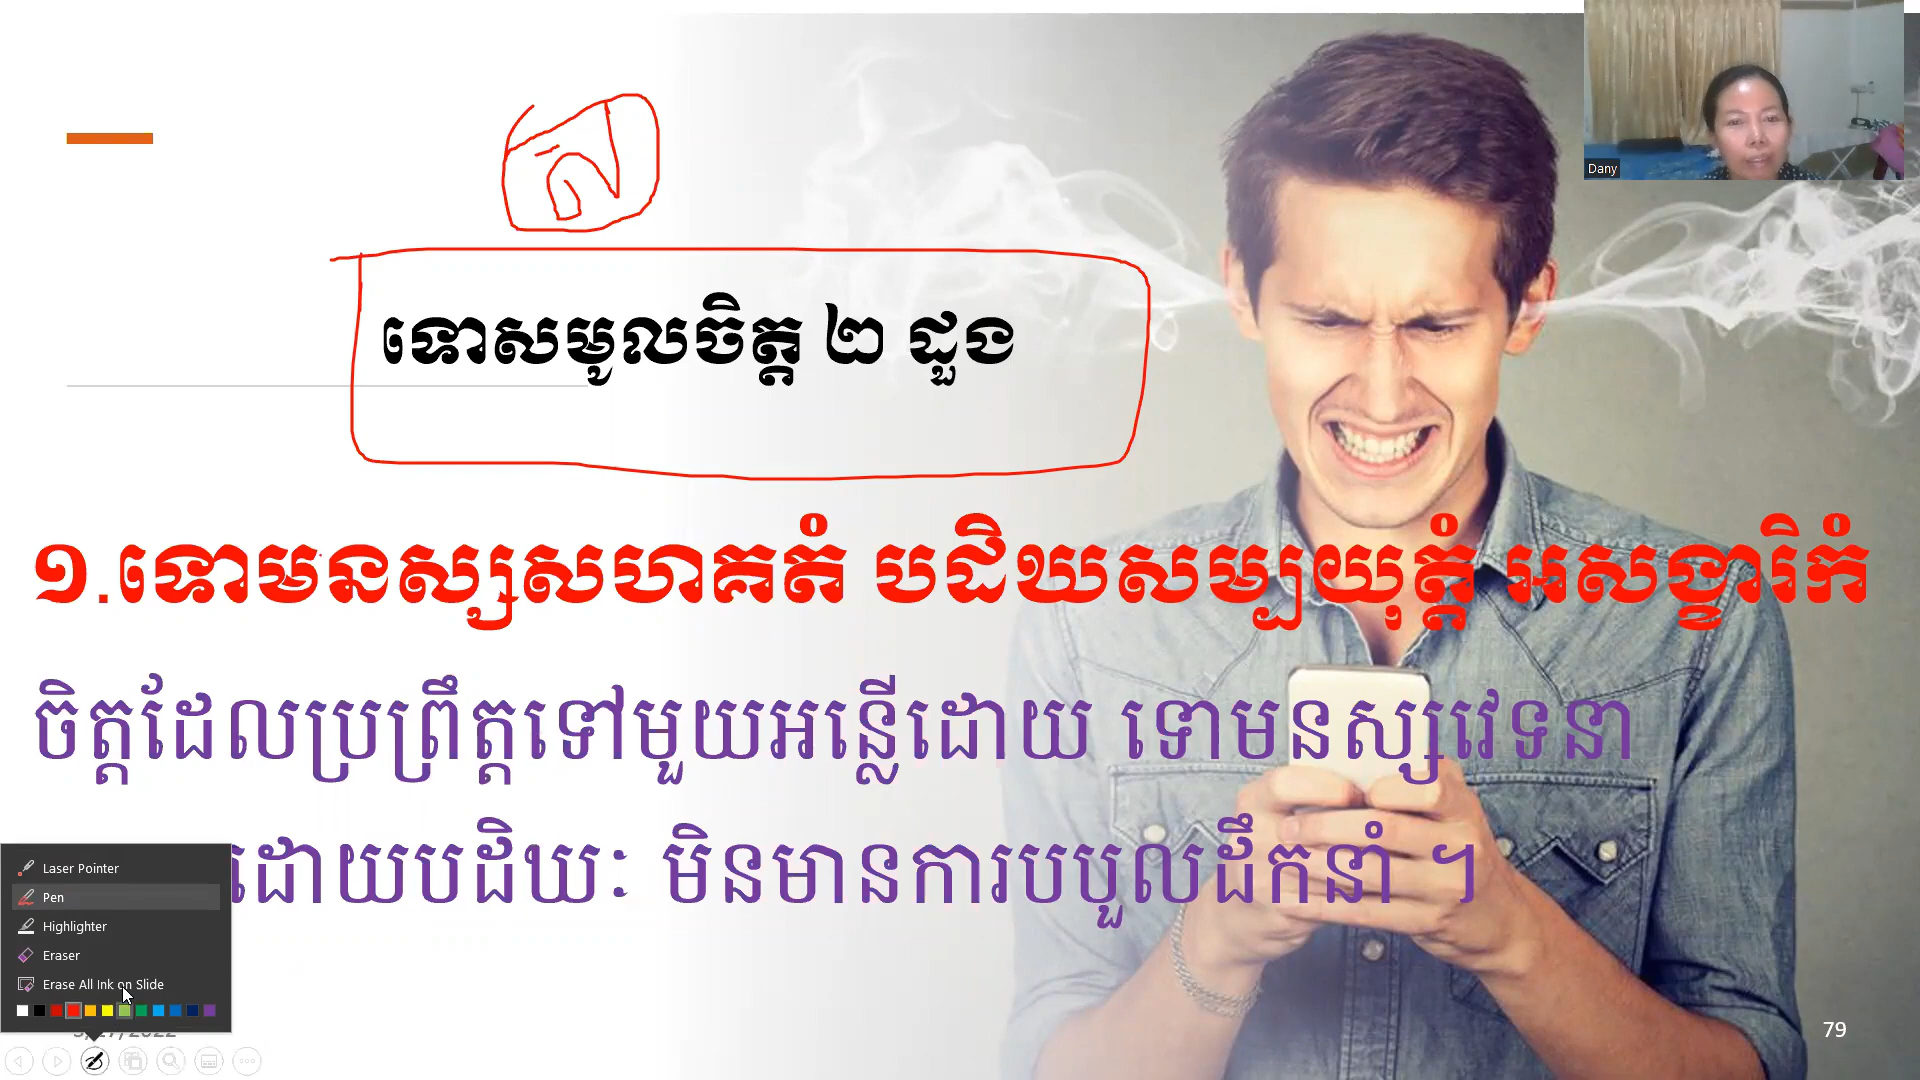 Dany
ទោសមូលចិត្ត ២ ដួង
១.ទោមនស្សសហគតំ បដិឃសម្បយុត្តំ អសង្ខារិកំ
ចិត្តដែលប្រព្រឹត្តទៅមួយអន្លើដោយ ទោមនស្សវេទនា
ដោយបដិឃៈ មិនមានការបបួលដឹកនាំ ។
Laser Pointer
Pen
Highlighter
Eraser
Erase All Ink on Slide
79